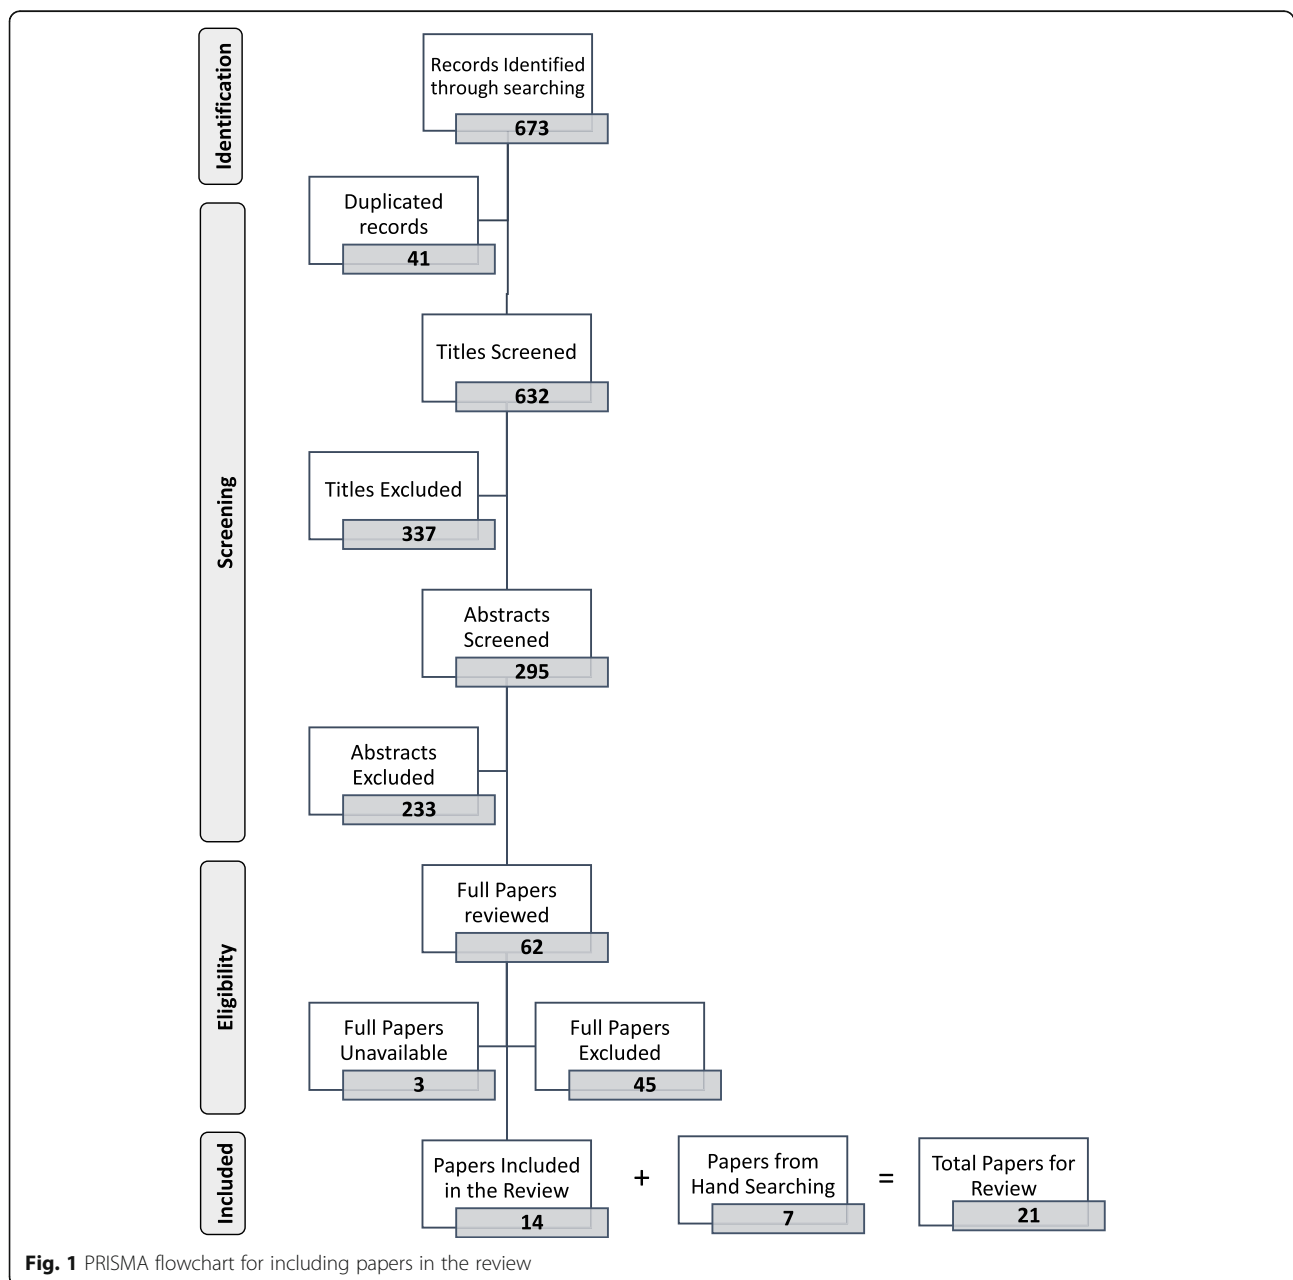 Identification
Records Identified
through searching
673
Screening
Duplicated
records
41
Titles Screened
632
Titles Excluded
337
Abstracts
Screened
295
Abstracts
Excluded
233
Eligibility
Full Papers
reviewed
62
Full Papers
Unavailable
3
Full Papers
Excluded
45
Included
Papers Included
in the Review
14
+
Papers from
Hand Searching
7
=
Total Papers for
Review
21
Fig. 1 PRISMA flowchart for including papers in the review